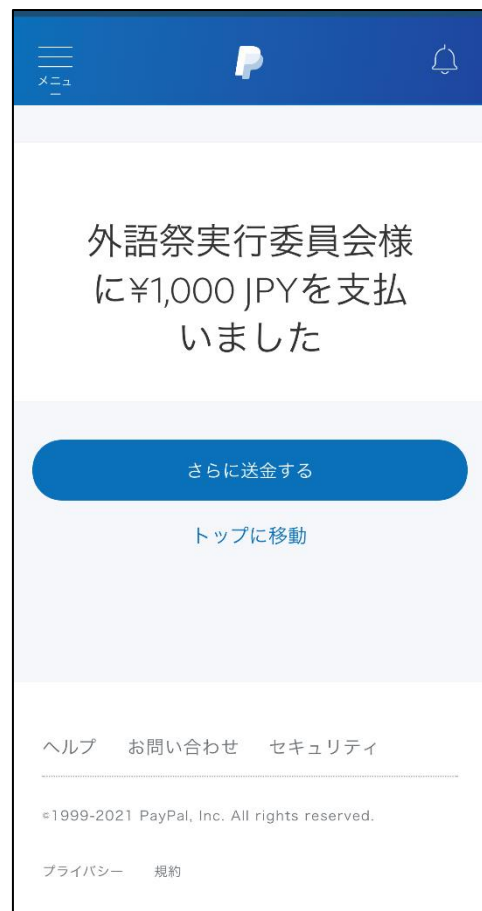 メニュ
ー
外語祭実行委員会様
に¥1,000 JPYを支払
いました
さらに送金する
トップに移動
ヘルプ お問い合わせ セキュリティ
©1999-2021 PayPal, Inc. All rights reserved.
プライバシー 規約